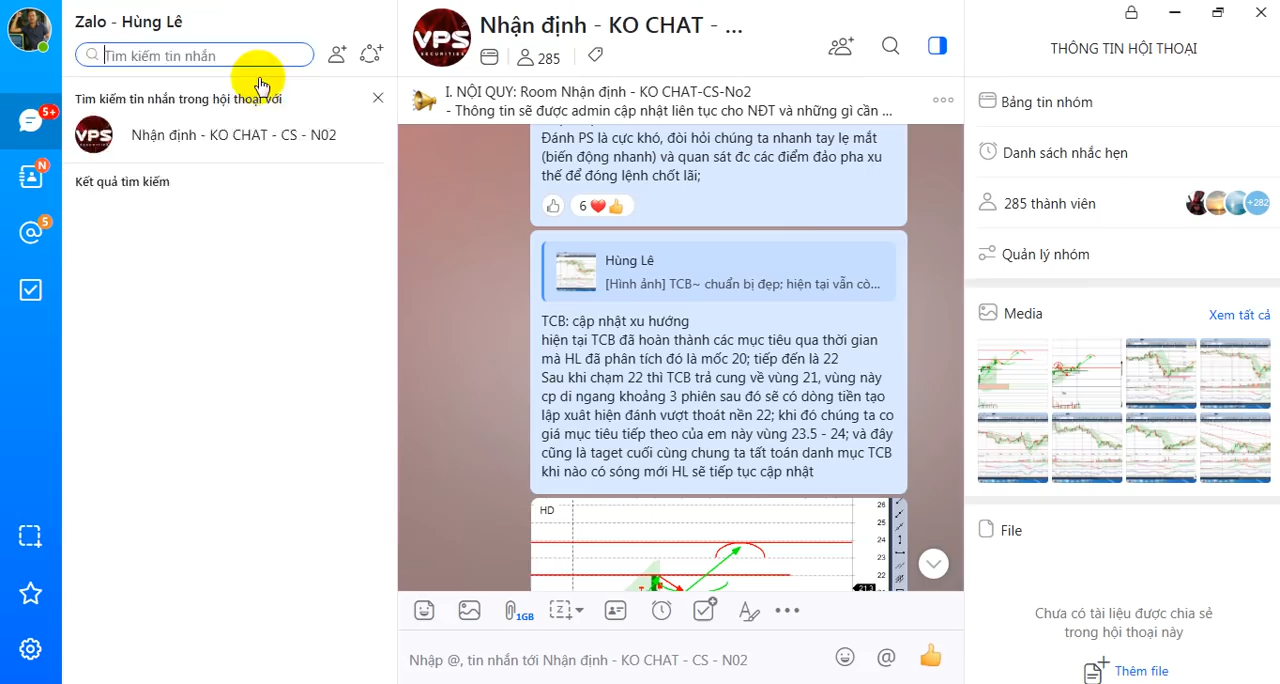 Zalo - Hùng Lê
Tìm kiếm tin nhắn
5+
N
5
Tìm kiếm tin nhắn trong hội thoại với
VPS
Nhận định - KO CHAT - CS - N02
Kết quả tìm kiếm
VPS
SECURITIES
Nhận định - KO CHAT - ...
285
I. NỘI QUY: Room Nhận định - KO CHAT-CS-No2
- Thông tin sẽ được admin cập nhật liên tục cho NĐT và những gì cần ...
Đánh PS là cực khó, đòi hỏi chúng ta nhanh tay lẹ mắt
(biến động nhanh) và quan sát đc các điểm đảo pha xu
thế để đóng lệnh chốt lãi;
6
Hùng Lê
[Hình ảnh] TCB~ chuẩn bị đẹp; hiện tại vẫn cò...
TCB: cập nhật xu hướng
hiện tại TCB đã hoàn thành các mục tiêu qua thời gian
mà HL đã phân tích đó là mốc 20; tiếp đến là 22
Sau khi chạm 22 thì TCB trả cung về vùng 21, vùng này
cp di ngang khoảng 3 phiên sau đó sẽ có dòng tiền tạo
lập xuât hiện đánh vượt thoát nền 22; khi đó chúng ta co
giá mục tiêu tiếp theo của em này vùng 23.5 - 24; và đây
cũng là taget cuối cùng chung ta tất toán danh mục TCB
khi nào có sóng mới HL sẽ tiếp tục cập nhật
HD
26
25
24
23
22
21.3
1GB
Nhập @, tin nhắn tới Nhận định - KO CHAT - CS - N02
THÔNG TIN HỘI THOẠI
Bảng tin nhóm
Danh sách nhắc hẹn
285 thành viên
+282
Quản lý nhóm
Media
Xem tất cả
File
Chưa có tài liệu được chia sẻ
trong hội thoại này
Thêm file